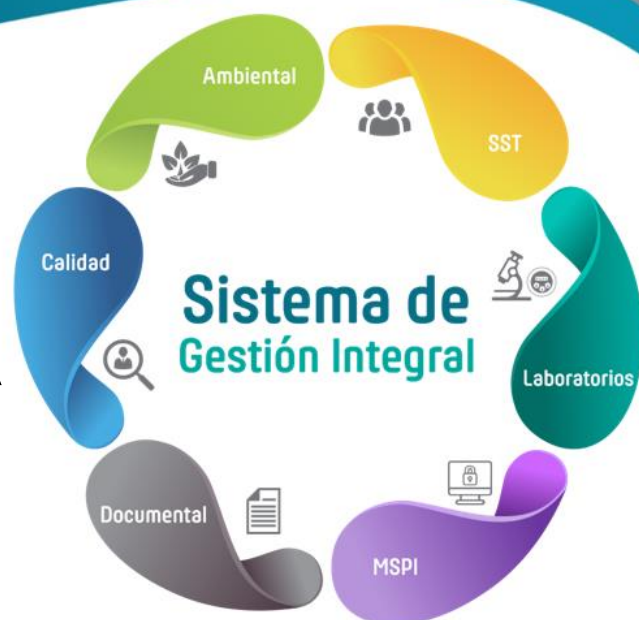 Ambiental
SST
Calidad
Sistema de
Gestión Integral
Laboratorios
Documental
MSPI